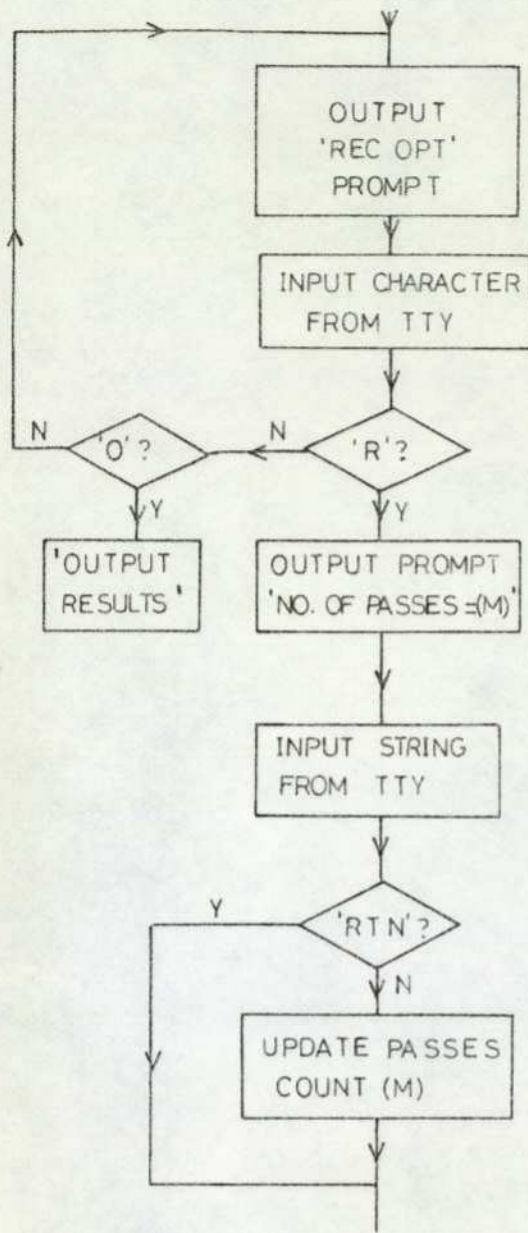 OUTPUT
'REC OPT'
PROMPT
INPUT CHARACTER
FROM TTY
N
'O'?
N
'R'?
Y
Y
'OUTPUT
RESULTS'
OUTPUT PROMPT
'NO. OF PASSES =(M)'
INPUT STRING
FROM TTY
Y
'RTN'?
N
UPDATE PASSES
COUNT (M)